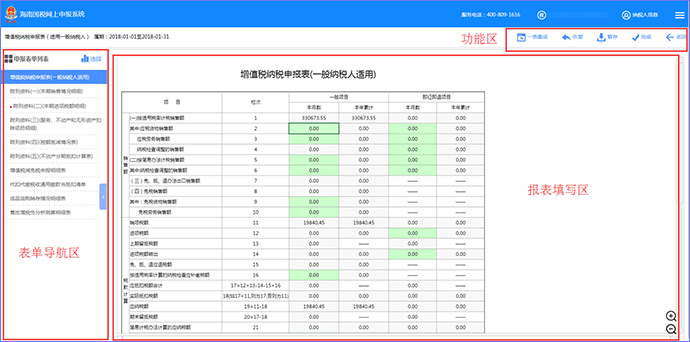 海南国税网上申报系统
服务电话：400-809-1616
纳税人信息
增值税纳税申报表（适用一般纳税人） 属期：2018-01-01至2018-01-31
功能区
一表集成 恢复 暂存 完成 返回
申报表单列表 选择
增值税纳税申报表(一般纳税人适用)
附列资料(一)(本期销售情况明细)
附列资料(二)(本期进项税额明细)
附列资料(三)(服务、不动产和无形资产扣除项目明细)
附列资料(四)(税额抵减情况表)
附列资料(五)(不动产分期抵扣计算表)
增值税减免税申报明细表
代扣代缴税收通用缴款书抵扣清单
成品油购销存情况明细表
营改增税负分析测算明细表
表单导航区
增值税纳税申报表(一般纳税人适用)
项 目 栏次 一般项目 即征即退项目
本月数 本年累计 本月数 本年累计
销售额
(一)按适用税率计税销售额 1 330673.55 330673.55 0.00 0.00
其中:应税货物销售额 2 0.00 0.00 0.00 0.00
应税劳务销售额 3 0.00 0.00 0.00 0.00
纳税检查调整的销售额 4 0.00 0.00 0.00 0.00
(二)按简易办法计税销售额 5 0.00 0.00 0.00 0.00
其中:纳税检查调整的销售额 6 0.00 0.00 0.00 0.00
(三)免、抵、退办法出口销售额 7 0.00 0.00 —— ——
(四)免税销售额 8 0.00 0.00 —— ——
其中：免税货物销售额 9 0.00 0.00 —— ——
免税劳务销售额 10 0.00 0.00 —— ——
税款计算
销项税额 11 19840.45 19840.45 0.00 0.00
进项税额 12 0.00 0.00 0.00 0.00
上期留抵税额 13 0.00 —— 0.00 ——
进项税额转出 14 0.00 0.00 0.00 0.00
免、抵、退应退税额 15 0.00 0.00 —— ——
按适用税率计算的纳税检查应补缴税额 16 0.00 0.00 —— ——
应抵扣税额合计 17=12+13-14-15+16 0.00 —— 0.00 ——
实际抵扣税额 18(如17<11,则为17,否则为11) 0.00 0.00 0.00 0.00
应纳税额 19=11-18 19840.45 19840.45 0.00 0.00
期末留抵税额 20=17-18 0.00 —— 0.00 ——
简易计税办法计算的应纳税额 21 0.00 0.00 0.00 0.00
报表填写区